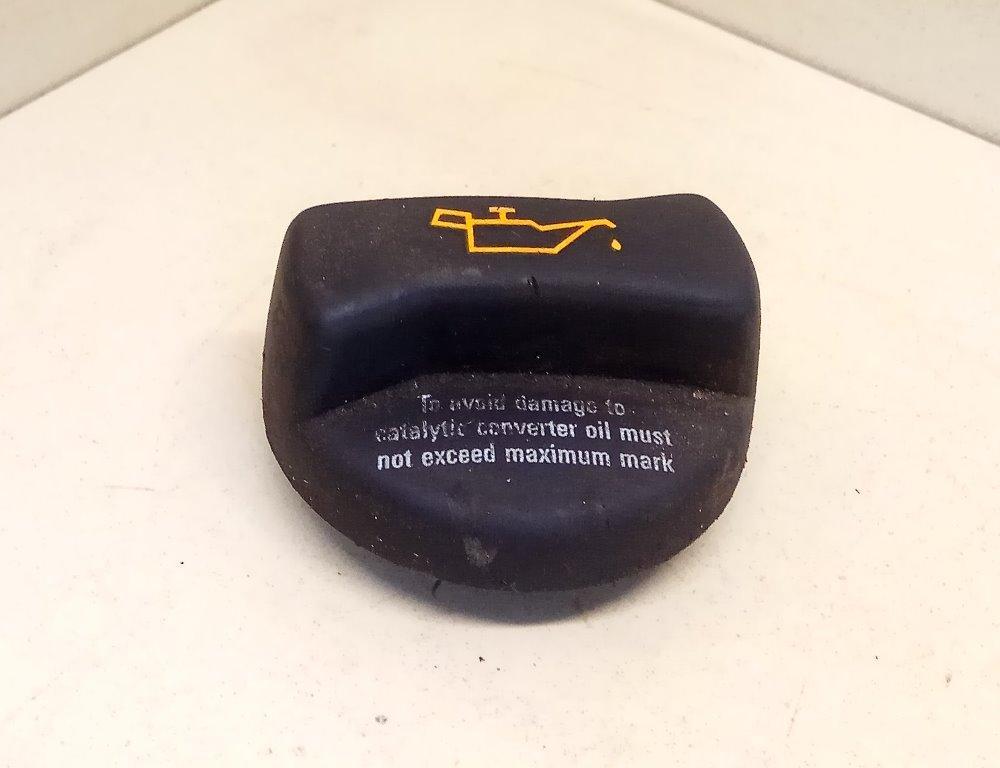 To avoid damage to
catalytic converter oil must
not exceed maximum mark